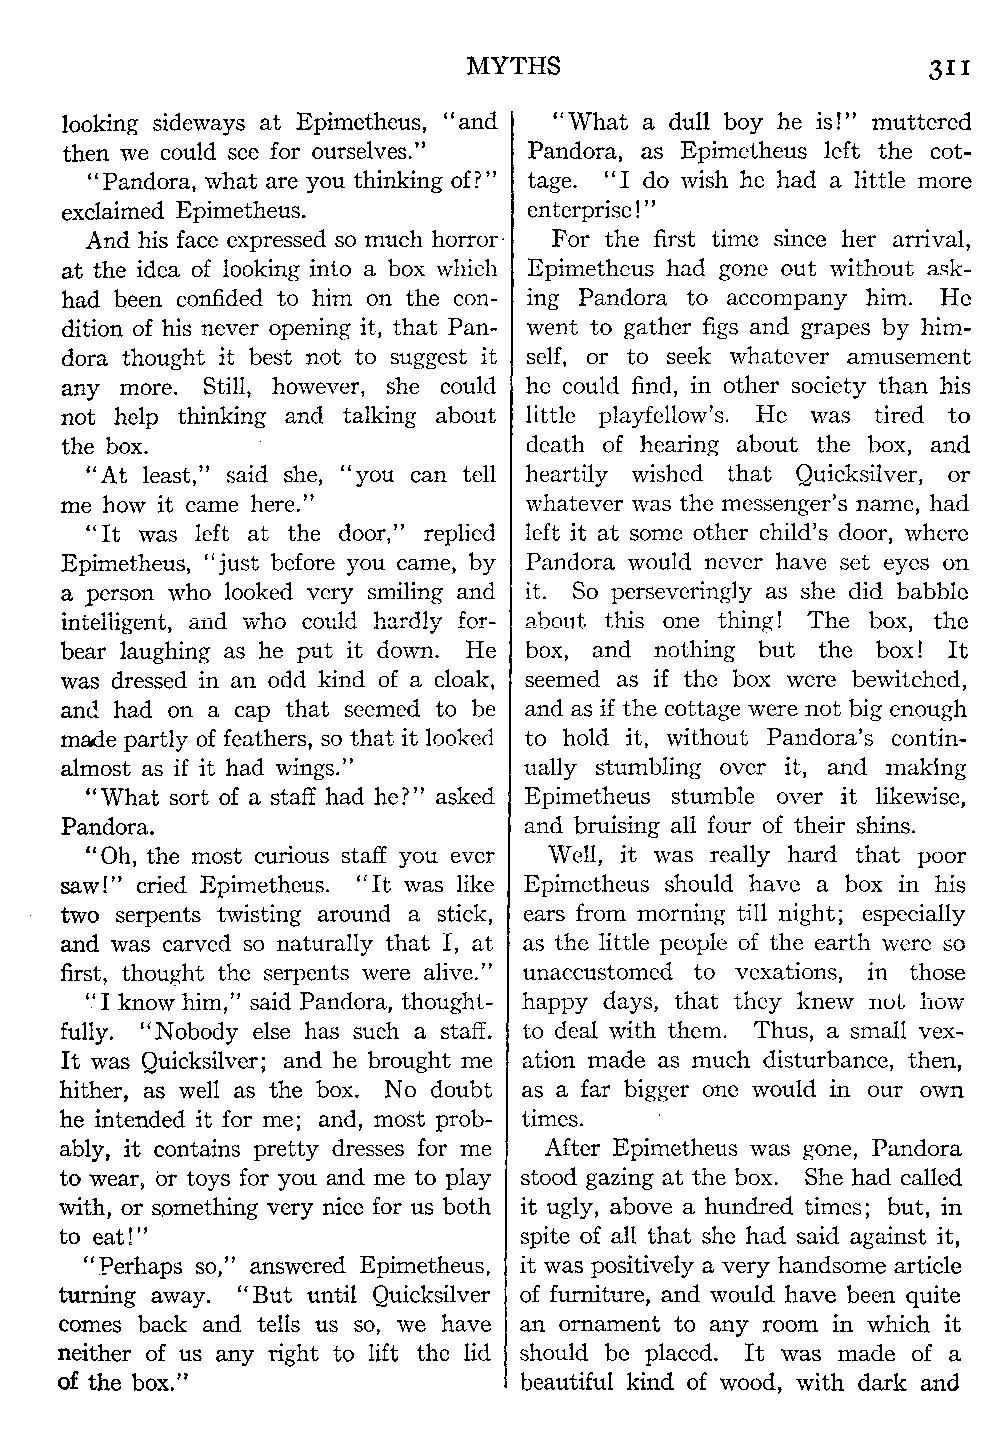 MYTHS 311
looking sideways at Epimetheus, "and
then we could see for ourselves."
"Pandora, what are you thinking of?"
exclaimed Epimetheus.
And his face expressed so much horror
at the idea of looking into a box which
had been confided to him on the con-
dition of his never opening it, that Pan-
dora thought it best not to suggest it
any more. Still, however, she could
not help thinking and talking about
the box.
"At least," said she, "you can tell
me how it came here."
"It was left at the door," replied
Epimetheus, "just before you came, by
a person who looked very smiling and
intelligent, and who could hardly for-
bear laughing as he put it down. He
was dressed in an odd kind of a cloak,
and had on a cap that seemed to be
made partly of feathers, so that it looked
almost as if it had wings."
"What sort of a staff had he?" asked
Pandora.
"Oh, the most curious staff you ever
saw!" cried Epimetheus. "It was like
two serpents twisting around a stick,
and was carved so naturally that I, at
first, thought the serpents were alive."
"I know him," said Pandora, thought-
fully. "Nobody else has such a staff.
It was Quicksilver; and he brought me
hither, as well as the box. No doubt
he intended it for me; and, most prob-
ably, it contains pretty dresses for me
to wear, or toys for you and me to play
with, or something very nice for us both
to eat!"
"Perhaps so," answered Epimetheus,
turning away. "But until Quicksilver
comes back and tells us so, we have
neither of us any right to lift the lid
of the box."
"What a dull boy he is!" muttered
Pandora, as Epimetheus left the cot-
tage. "I do wish he had a little more
enterprise!"
For the first time since her arrival,
Epimetheus had gone out without ask-
ing Pandora to accompany him. He
went to gather figs and grapes by him-
self, or to seek whatever amusement
he could find, in other society than his
little playfellow's. He was tired to
death of hearing about the box, and
heartily wished that Quicksilver, or
whatever was the messenger's name, had
left it at some other child's door, where
Pandora would never have set eyes on
it. So perseveringly as she did babble
about this one thing! The box, the
box, and nothing but the box! It
seemed as if the box were bewitched,
and as if the cottage were not big enough
to hold it, without Pandora's contin-
ually stumbling over it, and making
Epimetheus stumble over it likewise,
and bruising all four of their shins.
Well, it was really hard that poor
Epimetheus should have a box in his
ears from morning till night; especially
as the little people of the earth were so
unaccustomed to vexations, in those
happy days, that they knew not how
to deal with them. Thus, a small vex-
ation made as much disturbance, then,
as a far bigger one would in our own
times.
After Epimetheus was gone, Pandora
stood gazing at the box. She had called
it ugly, above a hundred times; but, in
spite of all that she had said against it,
it was positively a very handsome article
of furniture, and would have been quite
an ornament to any room in which it
should be placed. It was made of a
beautiful kind of wood, with dark and